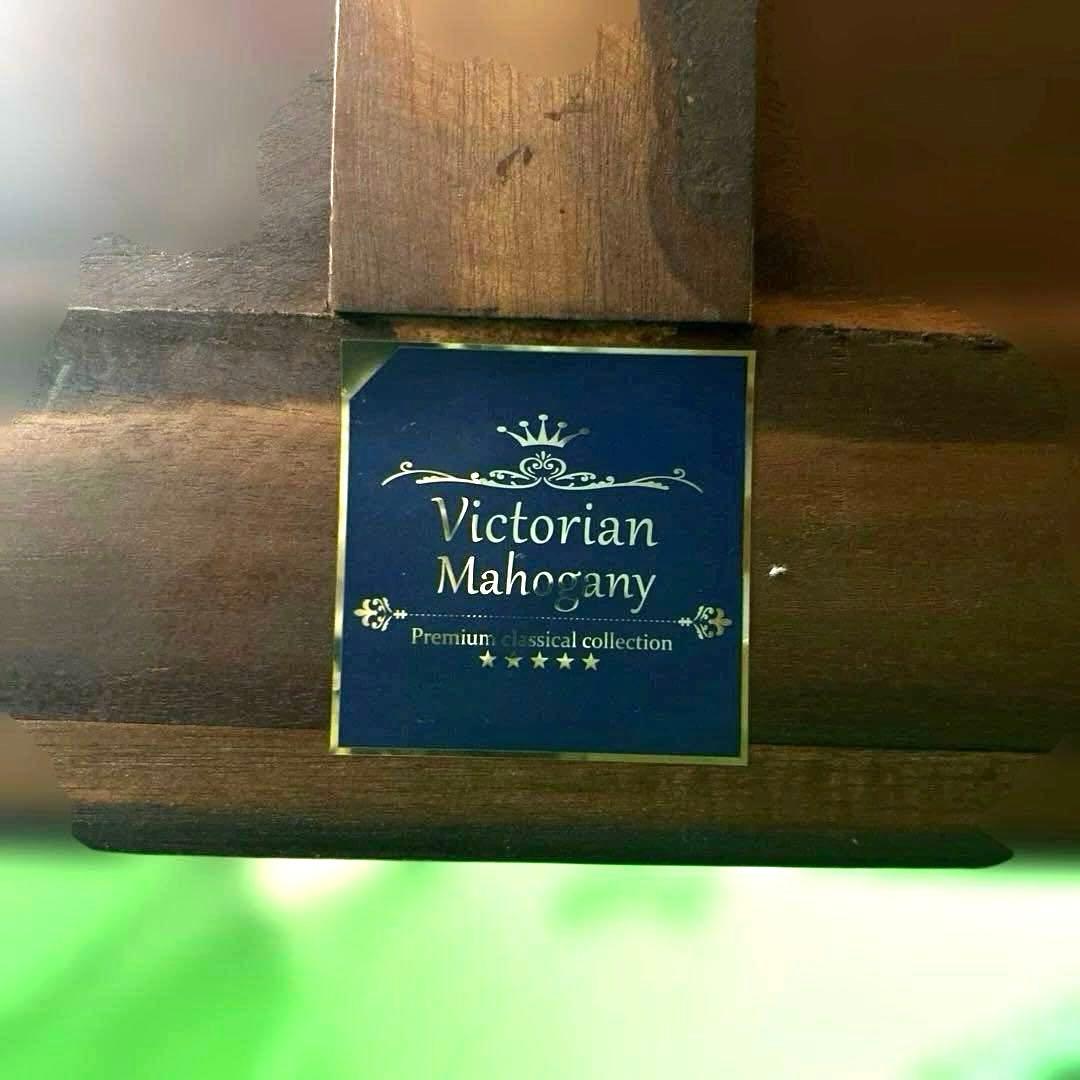 Victorian
Mahogany
Premium classical collection